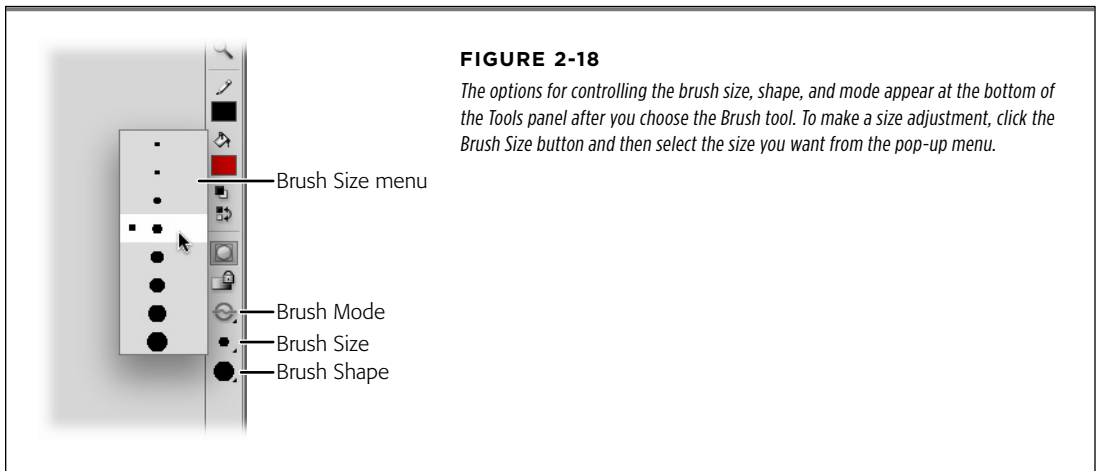 FIGURE 2-18
The options for controlling the brush size, shape, and mode appear at the bottom of
the Tools panel after you choose the Brush tool. To make a size adjustment, click the
Brush Size button and then select the size you want from the pop-up menu.
Brush Size menu
Brush Mode
Brush Size
Brush Shape